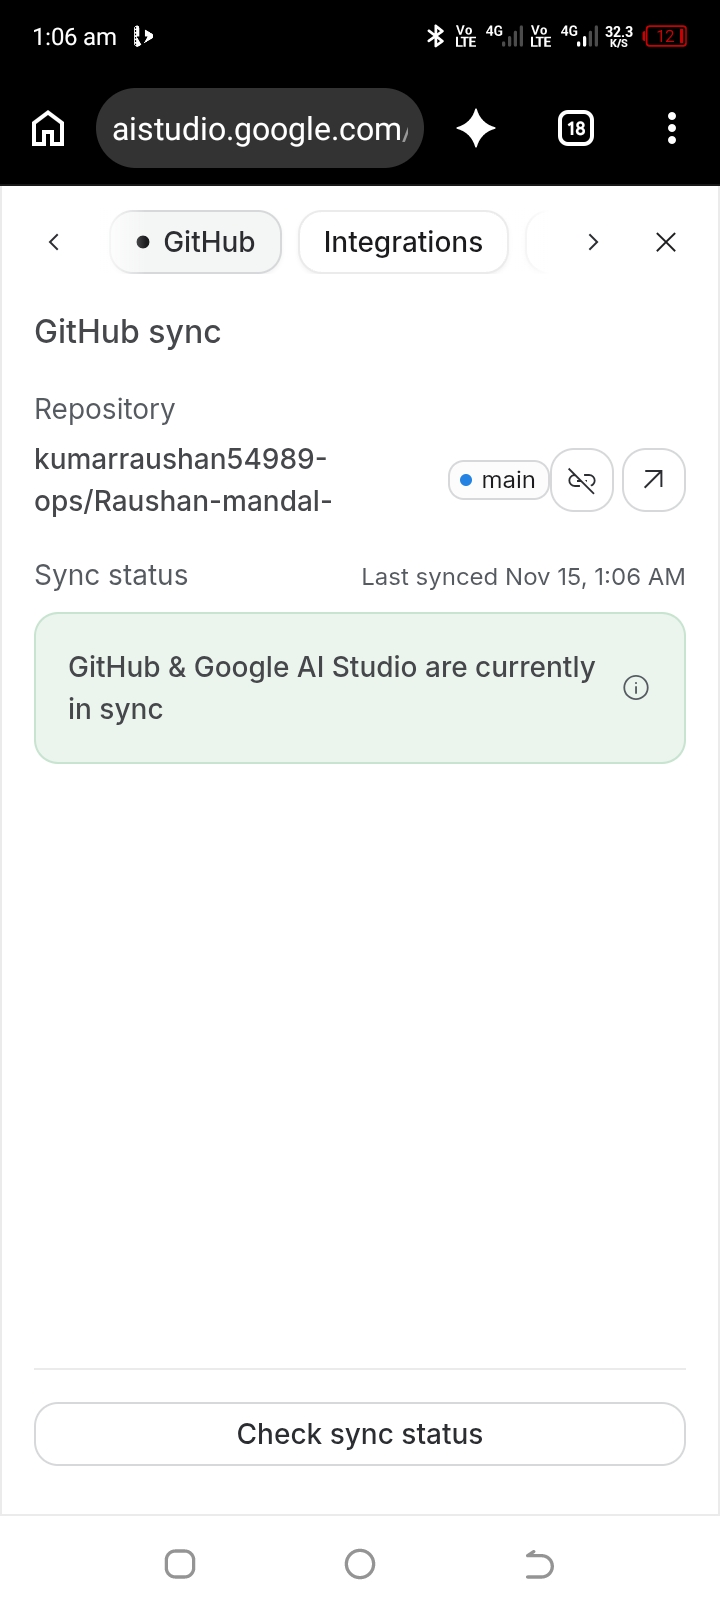 1:06 am Vo LTE 4G Vo LTE 4G 32.3 K/S 12
aistudio.google.com/ 18
GitHub Integrations
GitHub sync
Repository
kumarraushan54989-
ops/Raushan-mandal-
main
Sync status Last synced Nov 15, 1:06 AM
GitHub & Google AI Studio are currently
in sync
Check sync status